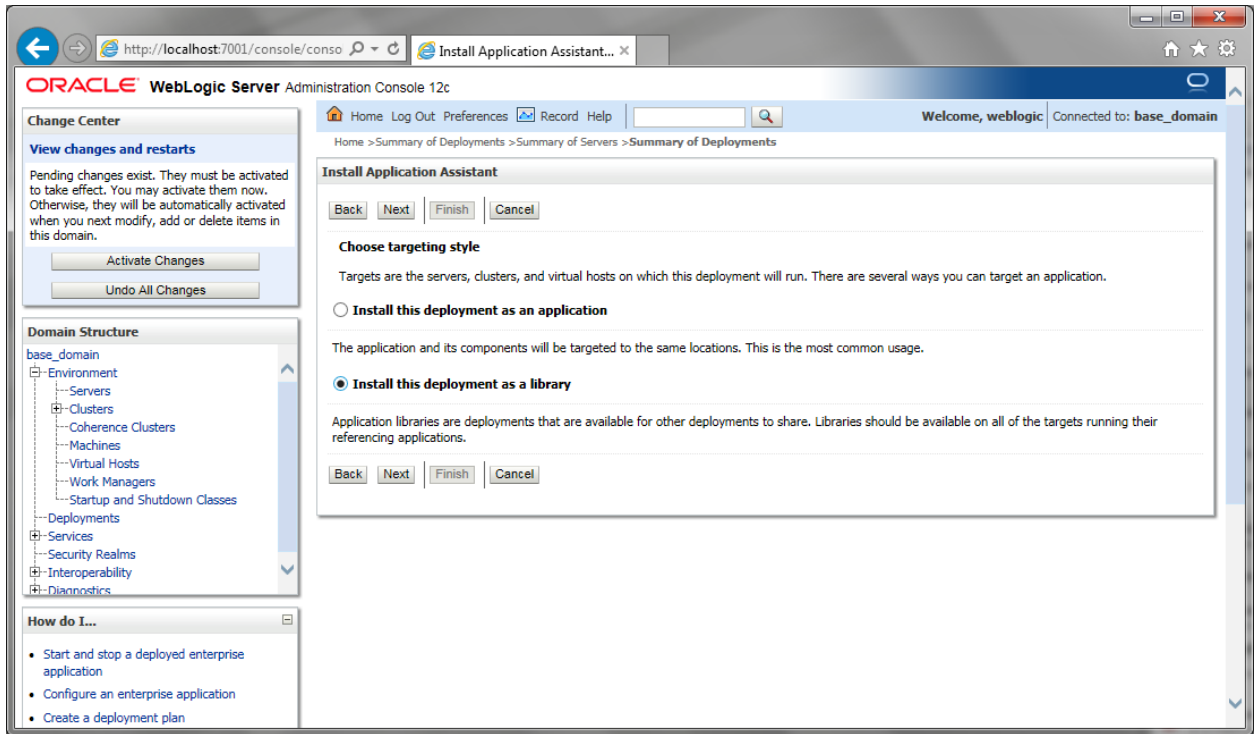 http://localhost:7001/console/conso
Install Application Assistant...
ORACLE WebLogic Server Administration Console 12c
Change Center
View changes and restarts
Pending changes exist. They must be activated
to take effect. You may activate them now.
Otherwise, they will be automatically activated
when you next modify, add or delete items in
this domain.
Activate Changes
Undo All Changes
Domain Structure
base_domain
Environment
Servers
Clusters
Coherence Clusters
Machines
Virtual Hosts
Work Managers
Startup and Shutdown Classes
Deployments
Services
Security Realms
Interoperability
Diagnostics
How do I...
Start and stop a deployed enterprise
application
Configure an enterprise application
Create a deployment plan
Home Log Out Preferences Record Help
Welcome, weblogic Connected to: base_domain
Home >Summary of Deployments >Summary of Servers >Summary of Deployments
Install Application Assistant
Back Next Finish Cancel
Choose targeting style
Targets are the servers, clusters, and virtual hosts on which this deployment will run. There are several ways you can target an application.
Install this deployment as an application
The application and its components will be targeted to the same locations. This is the most common usage.
Install this deployment as a library
Application libraries are deployments that are available for other deployments to share. Libraries should be available on all of the targets running their
referencing applications.
Back Next Finish Cancel